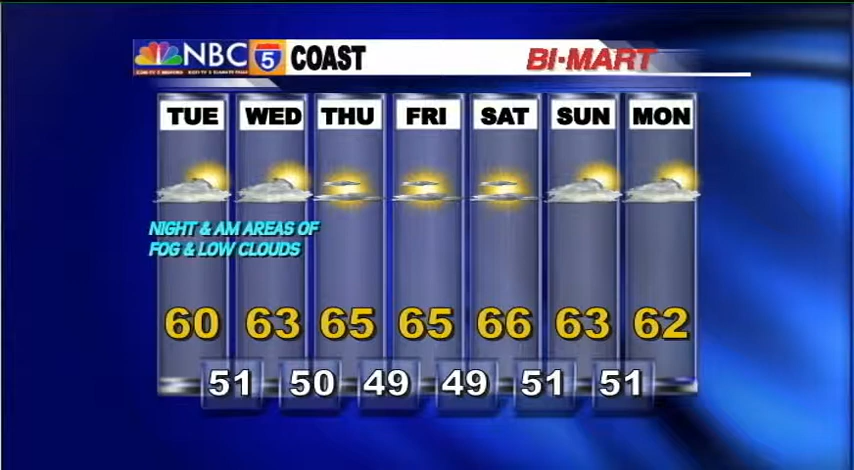 NBC 5 COAST BI-MART
TUE WED THU FRI SAT SUN MON
NIGHT & AM AREAS OF
FOG & LOW CLOUDS
60 63 65 65 66 63 62
51 50 49 49 51 51